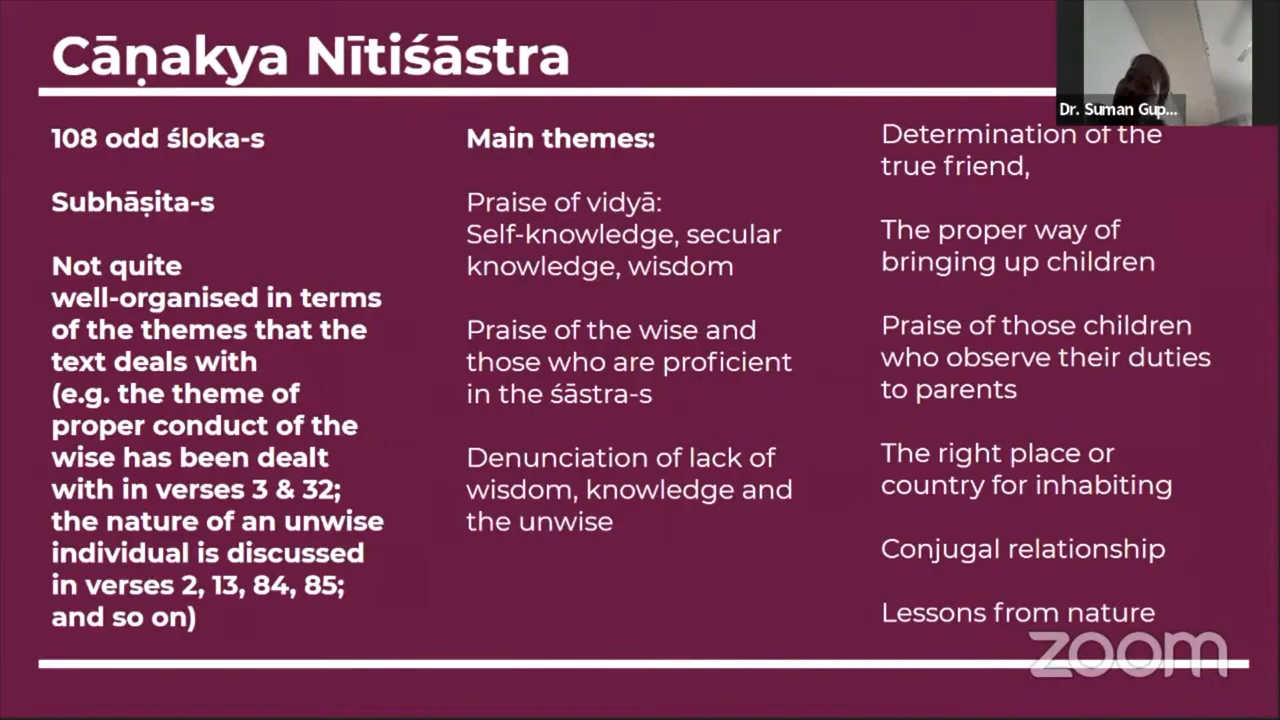 Cāṇakya Nītiśāstra
Dr. Suman Gup...
108 odd śloka-s
Subhāṣita-s
Not quite
well-organised in terms
of the themes that the
text deals with
(e.g. the theme of
proper conduct of the
wise has been dealt
with in verses 3 & 32;
the nature of an unwise
individual is discussed
in verses 2, 13, 84, 85;
and so on)
Main themes:
Praise of vidyā:
Self-knowledge, secular
knowledge, wisdom
Praise of the wise and
those who are proficient
in the śāstra-s
Denunciation of lack of
wisdom, knowledge and
the unwise
Determination of the
true friend,
The proper way of
bringing up children
Praise of those children
who observe their duties
to parents
The right place or
country for inhabiting
Conjugal relationship
Lessons from nature
zoom